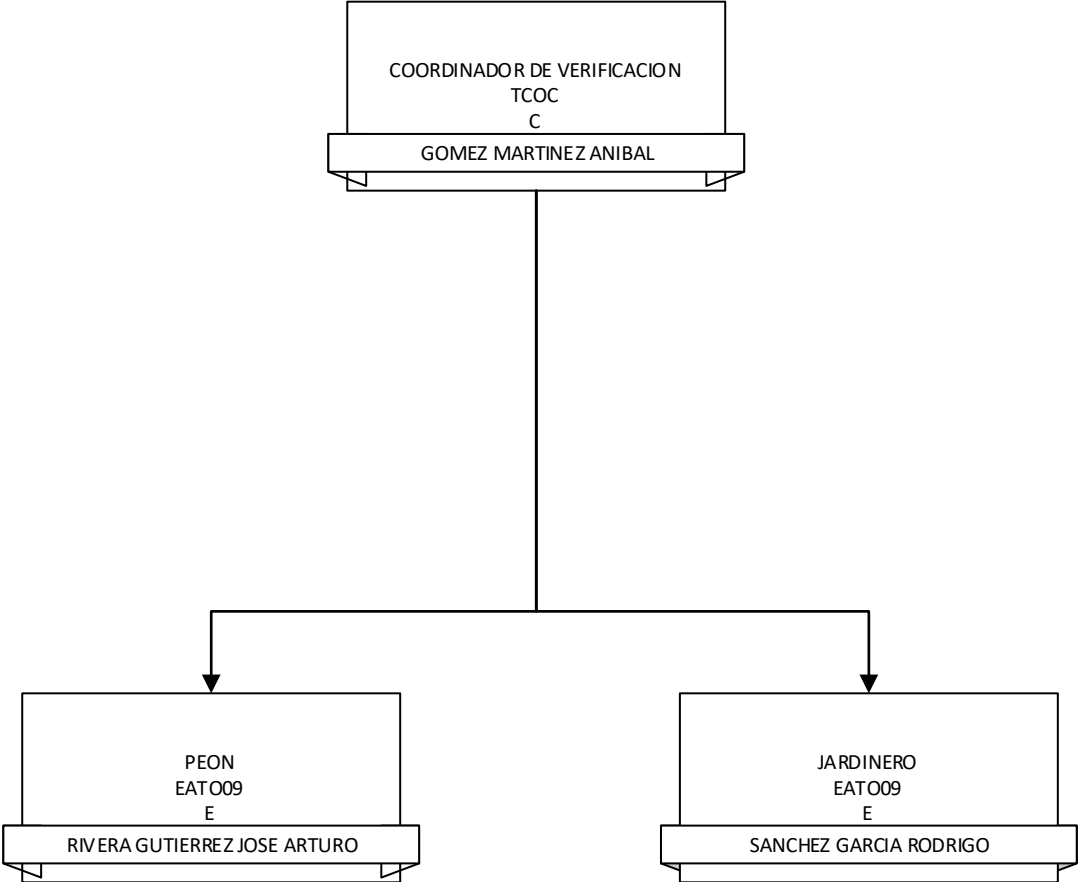 COORDINADOR DE VERIFICACION
TCOC
C
GOMEZ MARTINEZ ANIBAL
PEON
EATO09
E
RIVERA GUTIERREZ JOSE ARTURO
JARDINERO
EATO09
E
SANCHEZ GARCIA RODRIGO